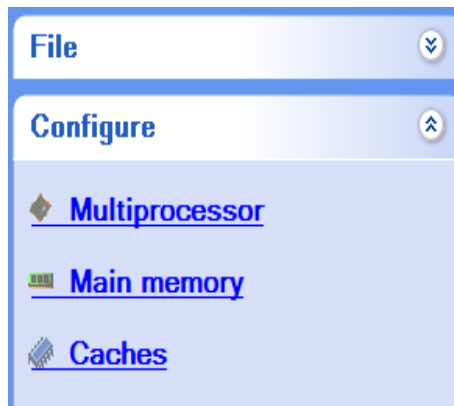 File
Configure
Multiprocessor
Main memory
Caches